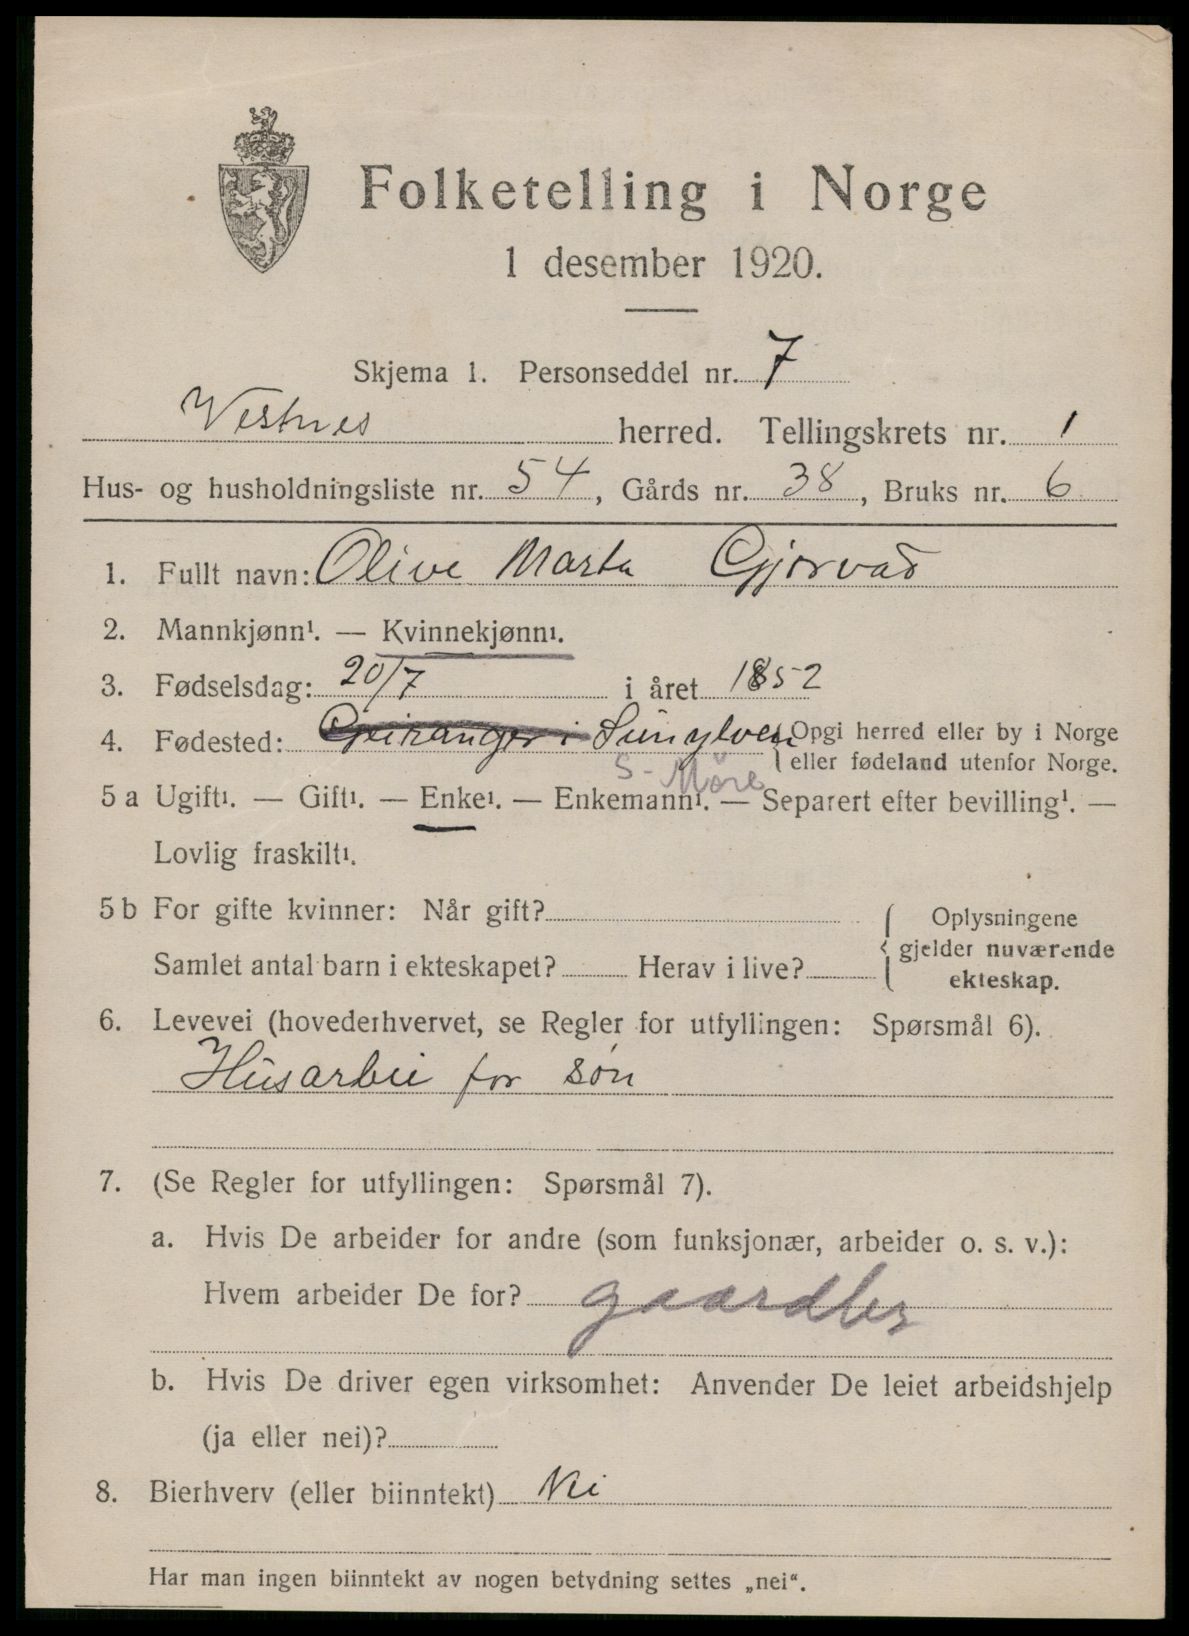 Folketelling i Norge
1 desember 1920.
Skjema 1. Personseddel nr. 7
Vestnes herred. Tellingskrets nr. 1
Hus- og husholdningsliste nr. 54, Gårds nr. 38, Bruks nr. 6
1. Fullt navn: Olive Marta Gjørvad
2. Mannkjønn¹. — Kvinnekjønn¹.
3. Fødselsdag: 20/7 i året 1852
4. Fødested: Geiranger i Sunylven { Opgi herred eller by i Norge
eller fødeland utenfor Norge.
S- Møre
5 a Ugift¹. — Gift¹. — Enke¹. — Enkemann¹. — Separert efter bevilling¹. —
Lovlig fraskilt¹.
5 b For gifte kvinner: Når gift?
Samlet antal barn i ekteskapet? Herav i live?
{ Oplysningene
gjelder nuværende
ekteskap.
6. Levevei (hovederhvervet, se Regler for utfyllingen: Spørsmål 6).
Husarbei for søn
7. (Se Regler for utfyllingen: Spørsmål 7).
a. Hvis De arbeider for andre (som funksjonær, arbeider o. s. v.):
Hvem arbeider De for? gaardbr
b. Hvis De driver egen virksomhet: Anvender De leiet arbeidshjelp
(ja eller nei)?
8. Bierhverv (eller biinntekt) Nei
Har man ingen biinntekt av nogen betydning settes „nei“.